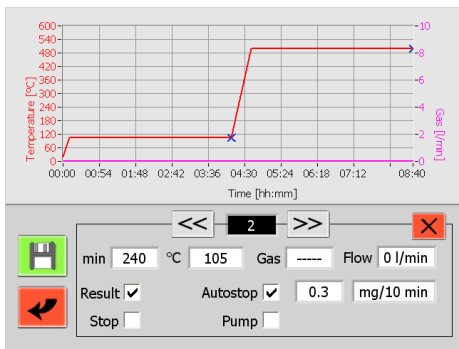 600
540
480
420
360
300
240
180
120
60
0
Temperature [°C]
10
8
6
4
2
0
Gas [l/min]
00:00 00:54 01:48 02:42 03:36 04:30 05:24 06:18 07:12 08:40
Time [hh:mm]
<< 2 >>
min 240 °C 105 Gas ----- Flow 0 l/min
Result Autostop 0.3 mg/10 min
Stop Pump